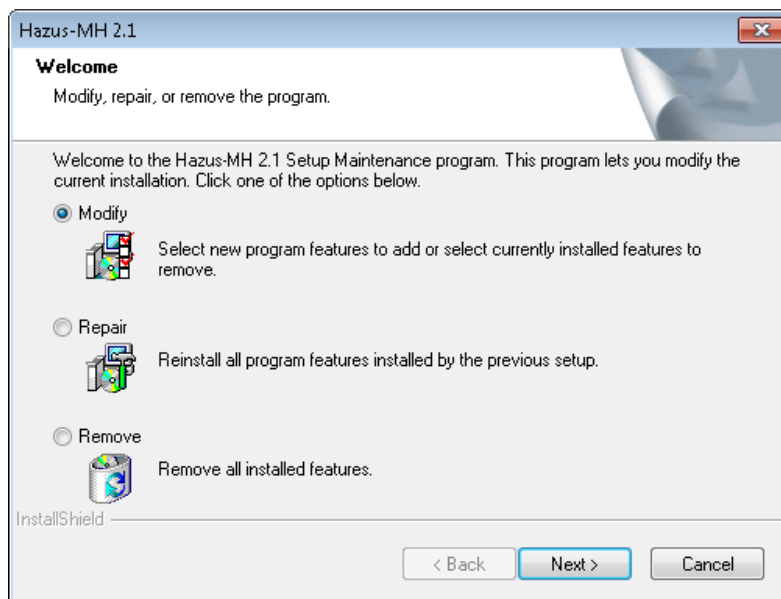 Hazus-MH 2.1
Welcome
Modify, repair, or remove the program.
Welcome to the Hazus-MH 2.1 Setup Maintenance program. This program lets you modify the
current installation. Click one of the options below.
Modify
Select new program features to add or select currently installed features to
remove.
Repair
Reinstall all program features installed by the previous setup.
Remove
Remove all installed features.
InstallShield
< Back
Next >
Cancel